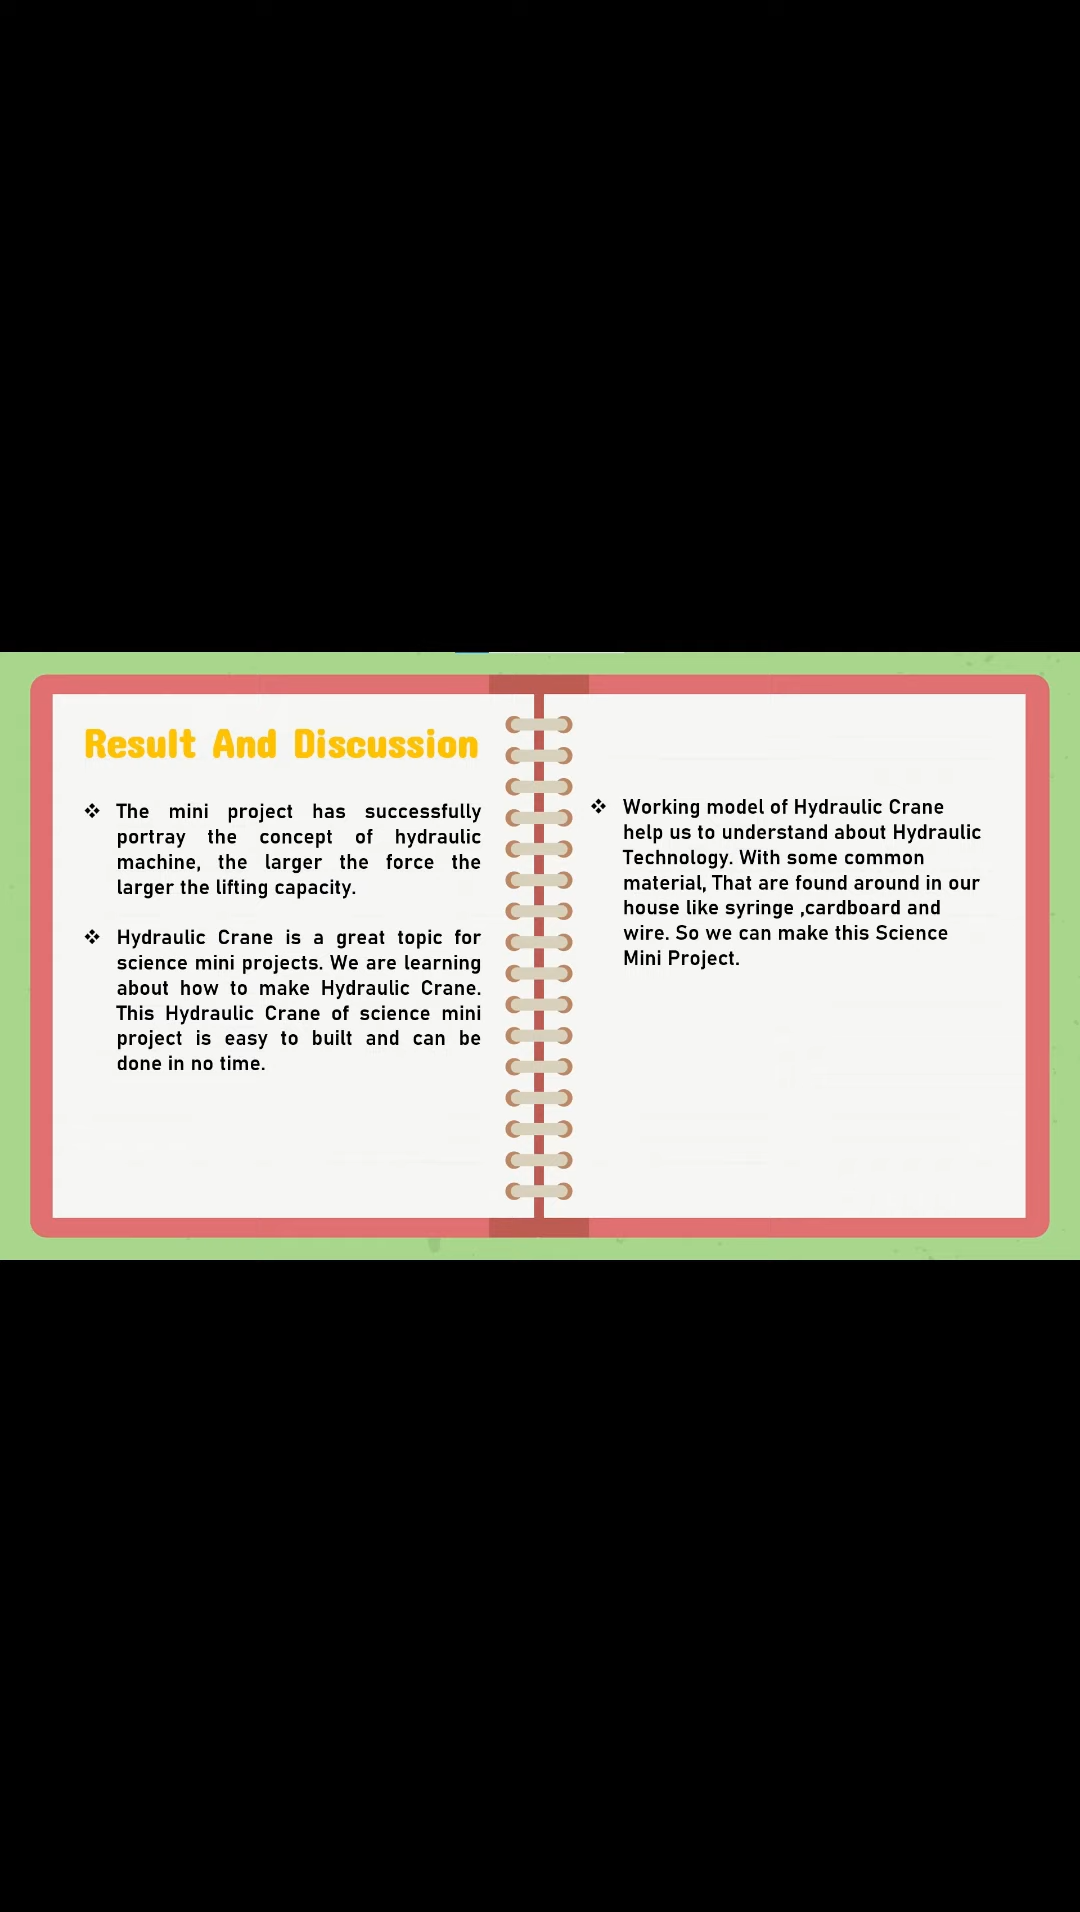 Result And Discussion
❖ The mini project has successfully
portray the concept of hydraulic
machine, the larger the force the
larger the lifting capacity.
❖ Hydraulic Crane is a great topic for
science mini projects. We are learning
about how to make Hydraulic Crane.
This Hydraulic Crane of science mini
project is easy to built and can be
done in no time.
❖ Working model of Hydraulic Crane
help us to understand about Hydraulic
Technology. With some common
material, That are found around in our
house like syringe ,cardboard and
wire. So we can make this Science
Mini Project.